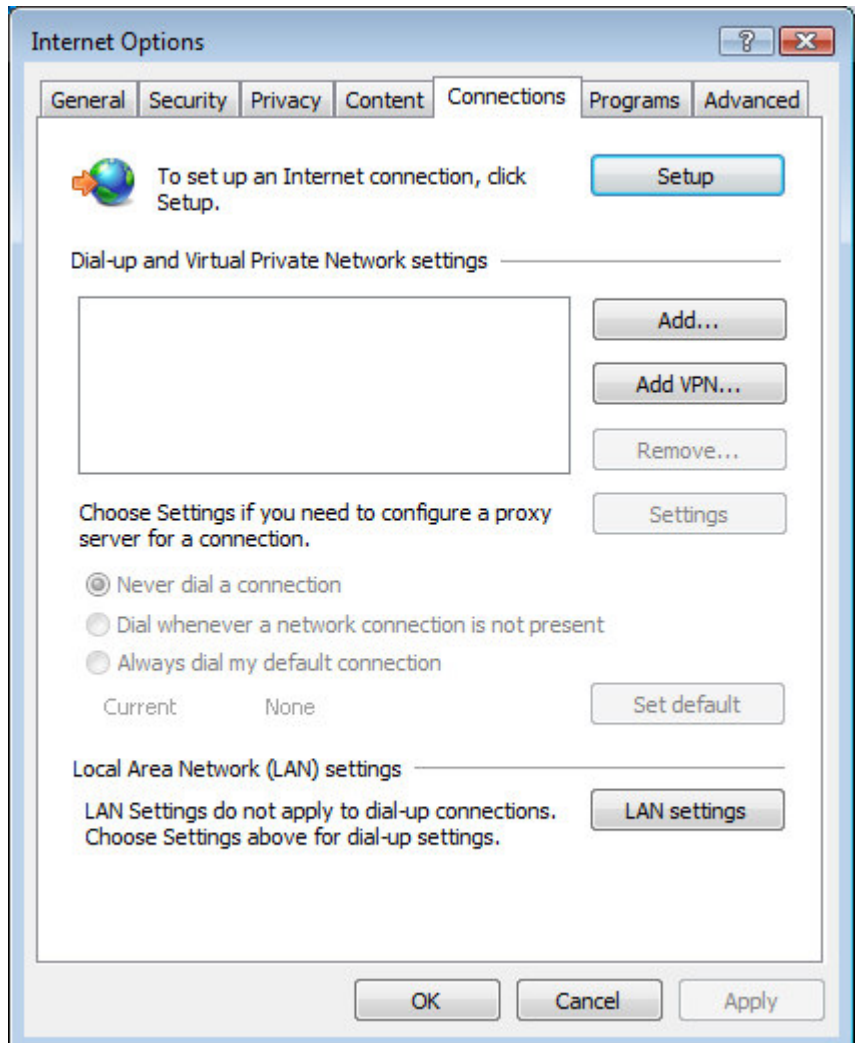 Internet Options
General Security Privacy Content Connections Programs Advanced
To set up an Internet connection, click
Setup.
Setup
Dial-up and Virtual Private Network settings
Add...
Add VPN...
Remove...
Choose Settings if you need to configure a proxy
server for a connection.
Settings
Never dial a connection
Dial whenever a network connection is not present
Always dial my default connection
Current None Set default
Local Area Network (LAN) settings
LAN Settings do not apply to dial-up connections.
Choose Settings above for dial-up settings.
LAN settings
OK Cancel Apply